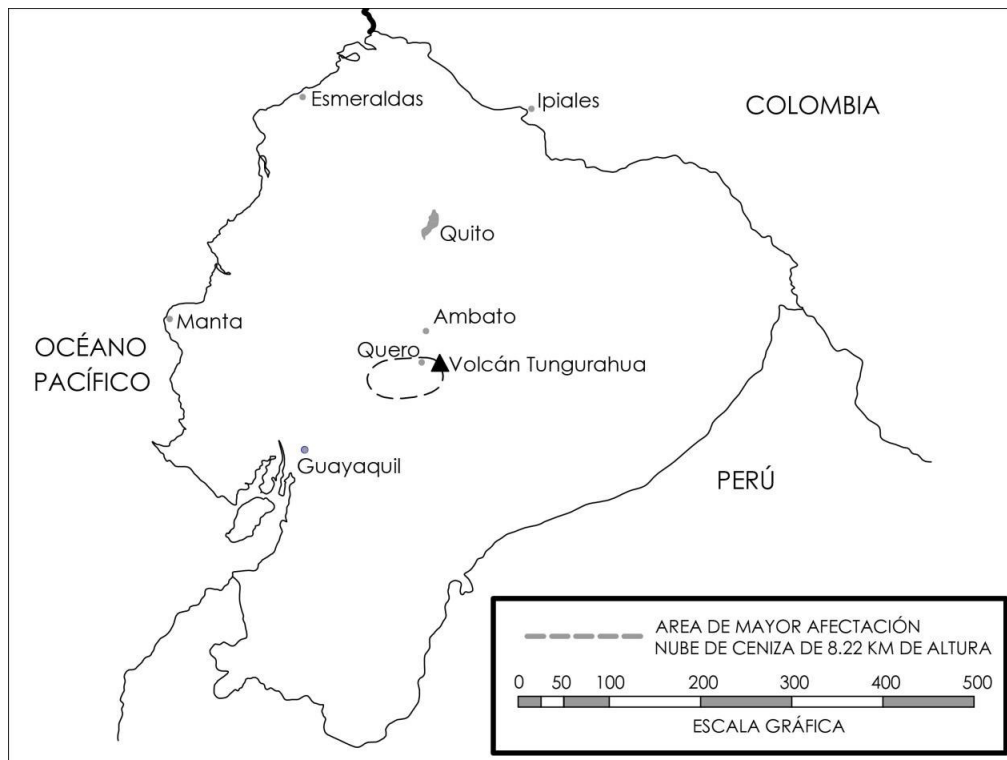 Esmeraldas
Ipiales
COLOMBIA
Quito
Manta
Ambato
OCÉANO
PACÍFICO
Quero
Volcán Tungurahua
Guayaquil
PERÚ
AREA DE MAYOR AFECTACIÓN
NUBE DE CENIZA DE 8.22 KM DE ALTURA
0 50 100 200 300 400 500
ESCALA GRÁFICA